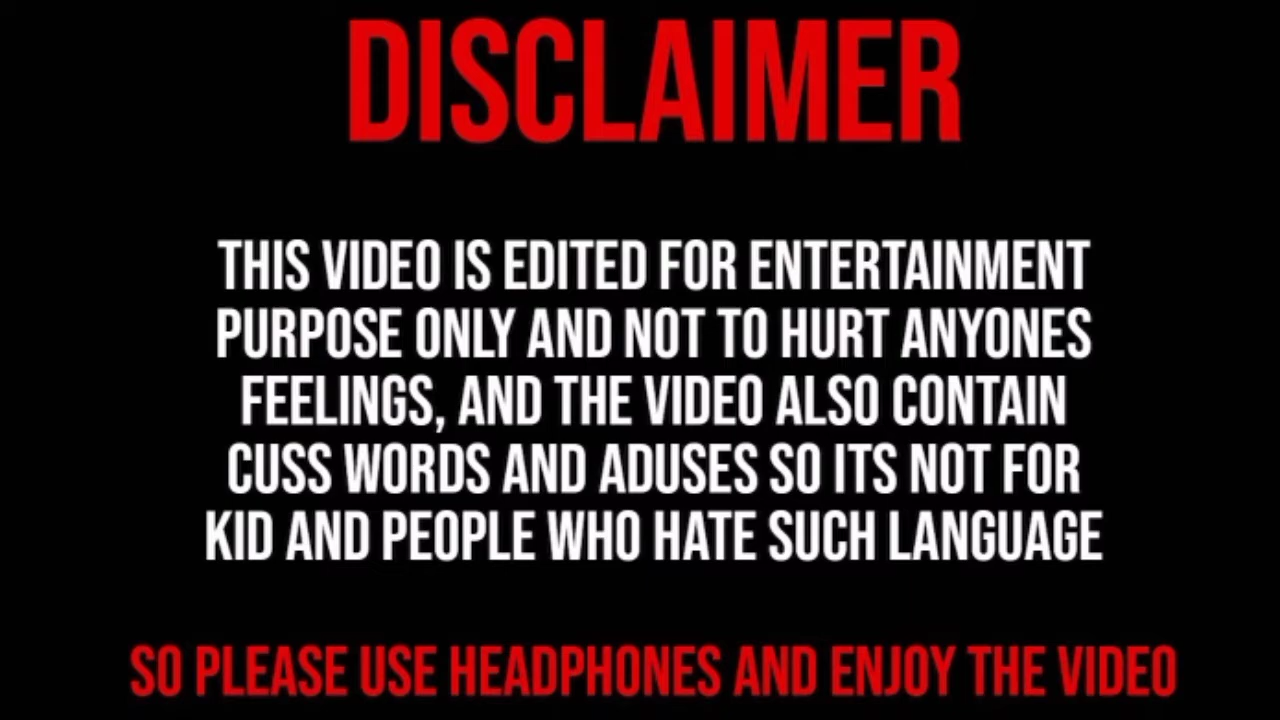 DISCLAIMER
THIS VIDEO IS EDITED FOR ENTERTAINMENT
PURPOSE ONLY AND NOT TO HURT ANYONES
FEELINGS, AND THE VIDEO ALSO CONTAIN
CUSS WORDS AND ADUSES SO ITS NOT FOR
KID AND PEOPLE WHO HATE SUCH LANGUAGE
SO PLEASE USE HEADPHONES AND ENJOY THE VIDEO